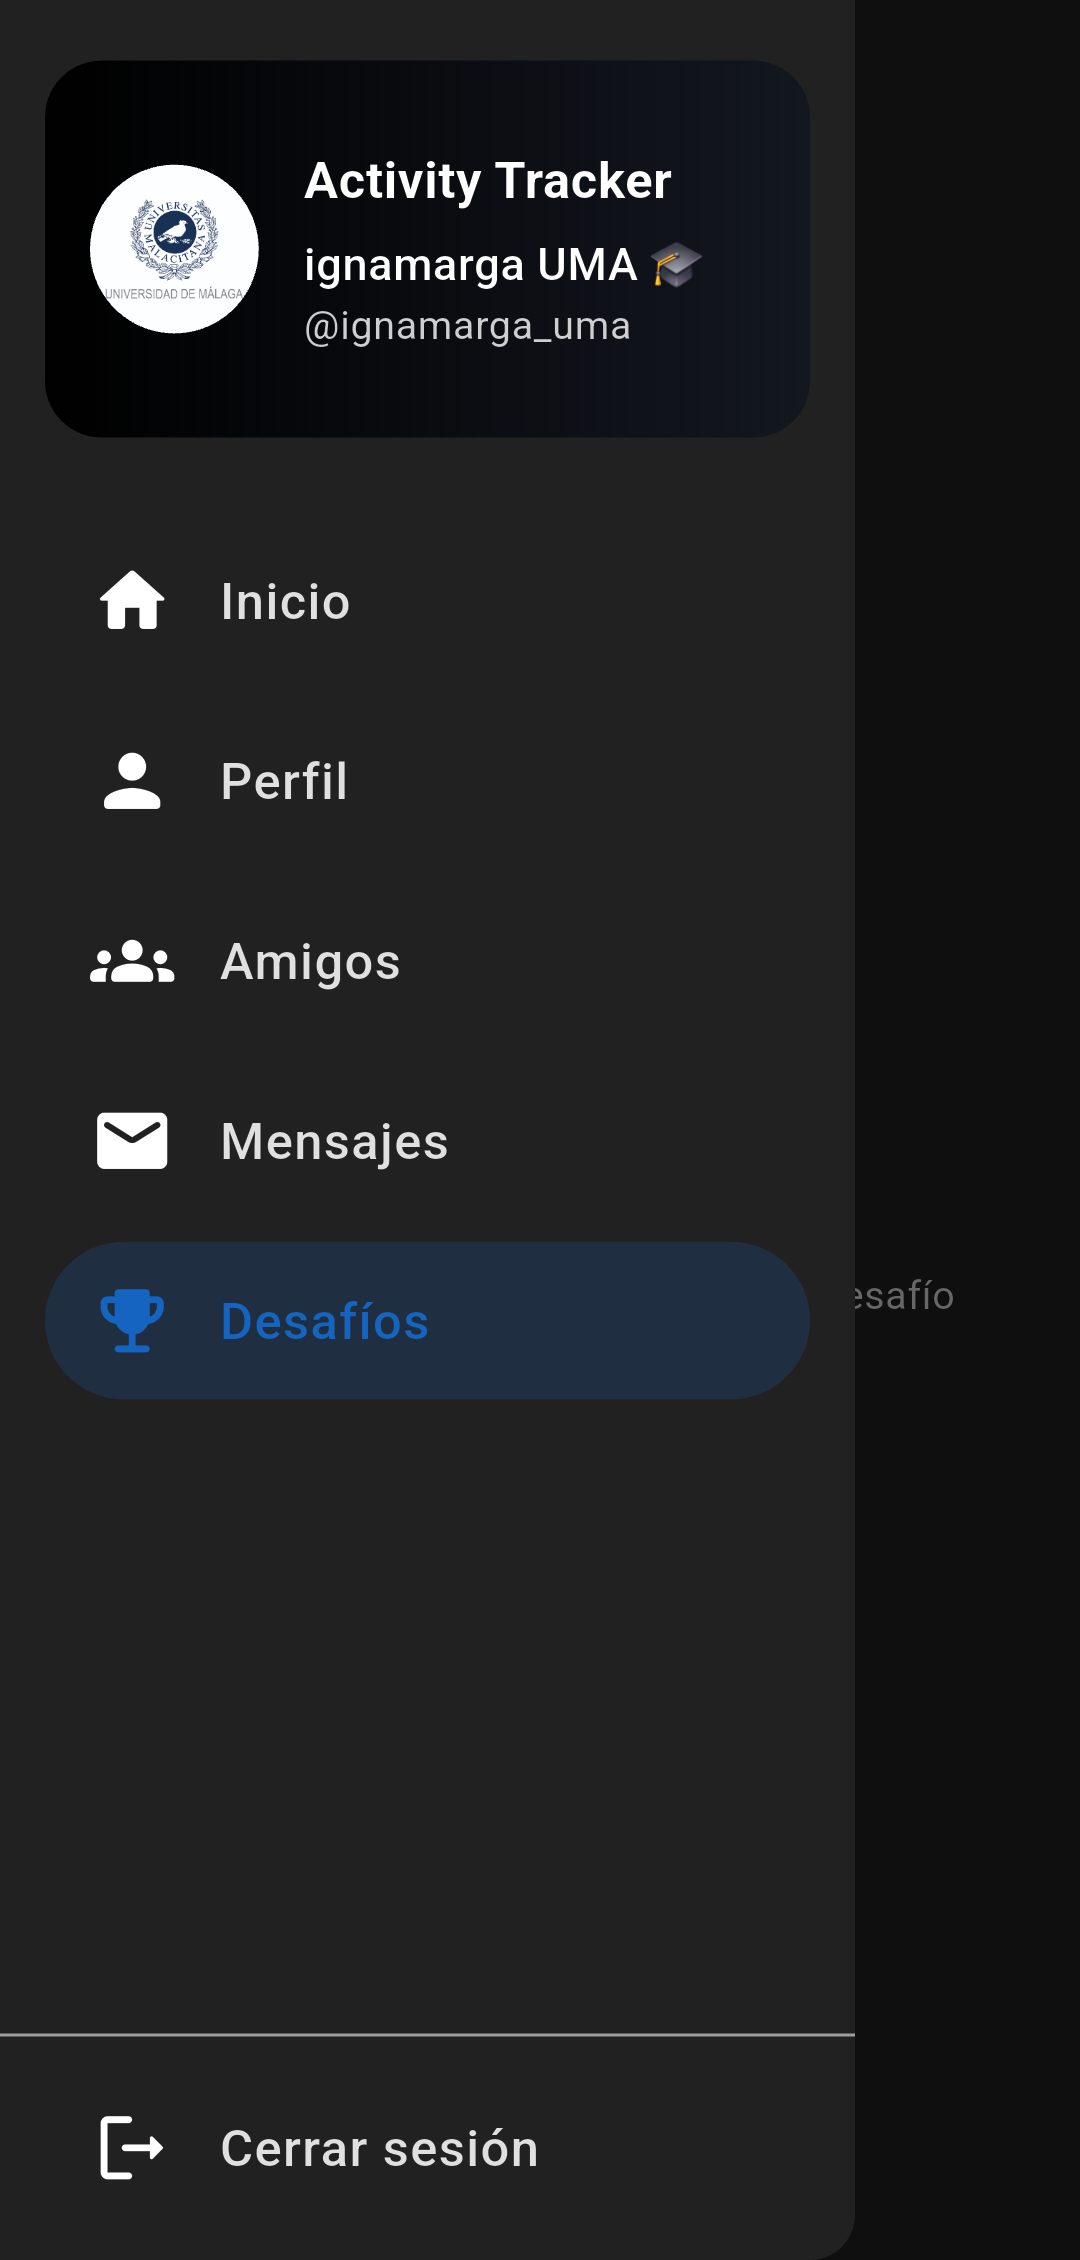 Activity Tracker
UNIVERSITAS MALACITANA
UNIVERSIDAD DE MÁLAGA
ignamarga UMA 🎓
@ignamarga_uma
Inicio
Perfil
Amigos
Mensajes
Desafíos
esafío
Cerrar sesión